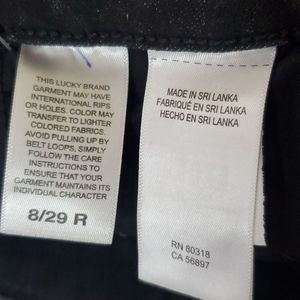 THIS LUCKY BRAND
GARMENT MAY HAVE
INTERNATIONAL RIPS
OR HOLES. COLOR MAY
TRANSFER TO LIGHTER
COLORED FABRICS.
AVOID PULLING UP BY
BELT LOOPS, SIMPLY
FOLLOW THE CARE
INSTRUCTIONS TO
ENSURE THAT YOUR
GARMENT MAINTAINS ITS
INDIVIDUAL CHARACTER
8/29 R
MADE IN SRI LANKA
FABRIQUÉ EN SRI LANKA
HECHO EN SRI LANKA
RN 80318
CA 56897